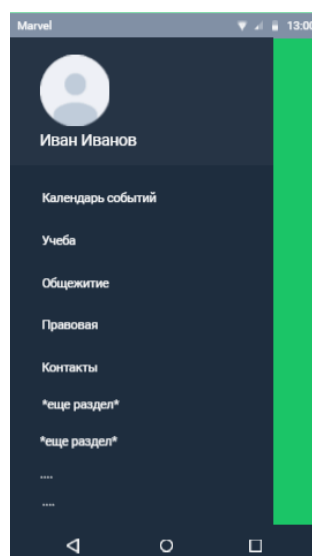 Marvel 13:00
Иван Иванов
Календарь событий
Учеба
Общежитие
Правовая
Контакты
*еще раздел*
*еще раздел*
....
....